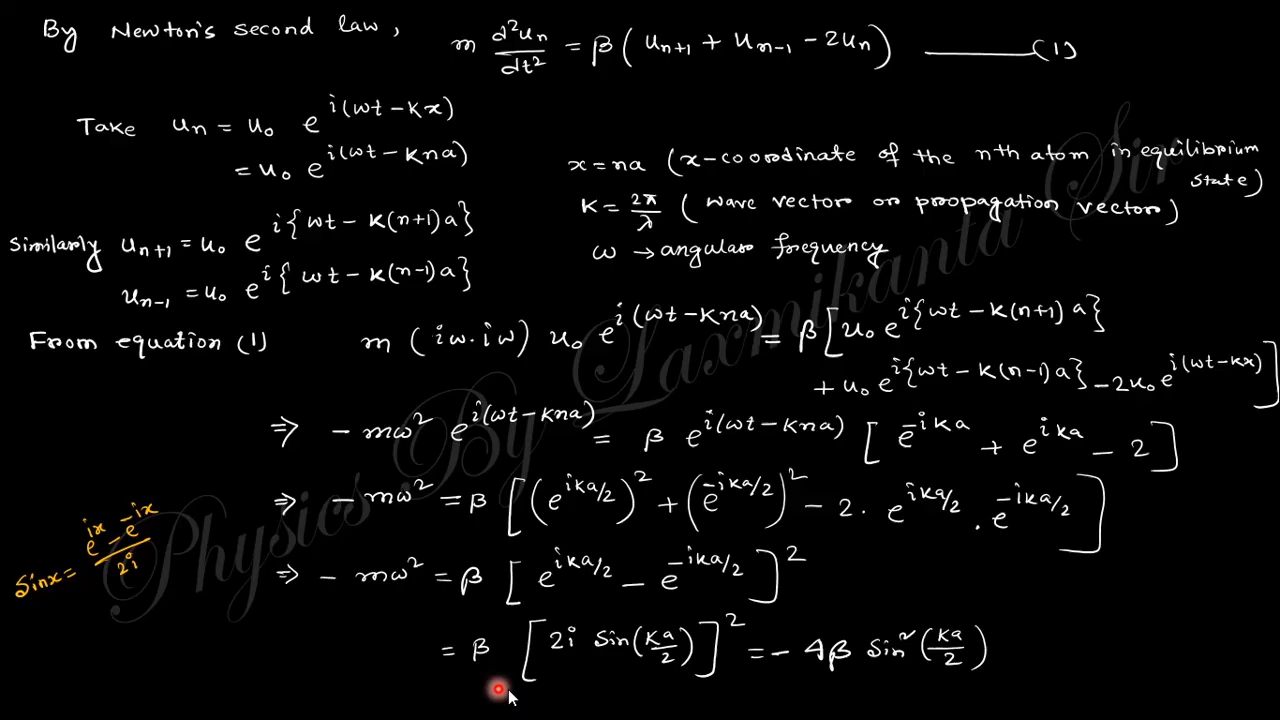 By Newton's second law, m d²uₙ/dt² = β(uₙ₊₁ + uₙ₋₁ − 2uₙ) ———(1)
Take uₙ = u₀ e^{i(ωt − Kx)}
= u₀ e^{i(ωt − Kna)}
x = na (x-coordinate of the nth atom in equilibrium state)
K = 2π/λ (wave vector or propagation vector)
ω → angular frequency
Similarly uₙ₊₁ = u₀ e^{i{ωt − K(n+1)a}}
uₙ₋₁ = u₀ e^{i{ωt − K(n−1)a}}
From equation (1) m (iω·iω) u₀ e^{i(ωt − Kna)} = β[u₀ e^{i{ωt − K(n+1)a}}
+ u₀ e^{i{ωt − K(n−1)a}} − 2u₀ e^{i(ωt − Kx)}]
⇒ − mω² e^{i(ωt − Kna)} = β e^{i(ωt − Kna)} [e^{−iKa} + e^{iKa} − 2]
⇒ − mω² = β [(e^{iKa/2})² + (e^{−iKa/2})² − 2. e^{iKa/2} . e^{−iKa/2}]
Sinx = (e^{ix} − e^{−ix})/2i
⇒ − mω² = β [e^{iKa/2} − e^{−iKa/2}]²
= β [2i Sin(Ka/2)]² = − 4β Sin²(Ka/2)
Physics By Laxmikanta Sir